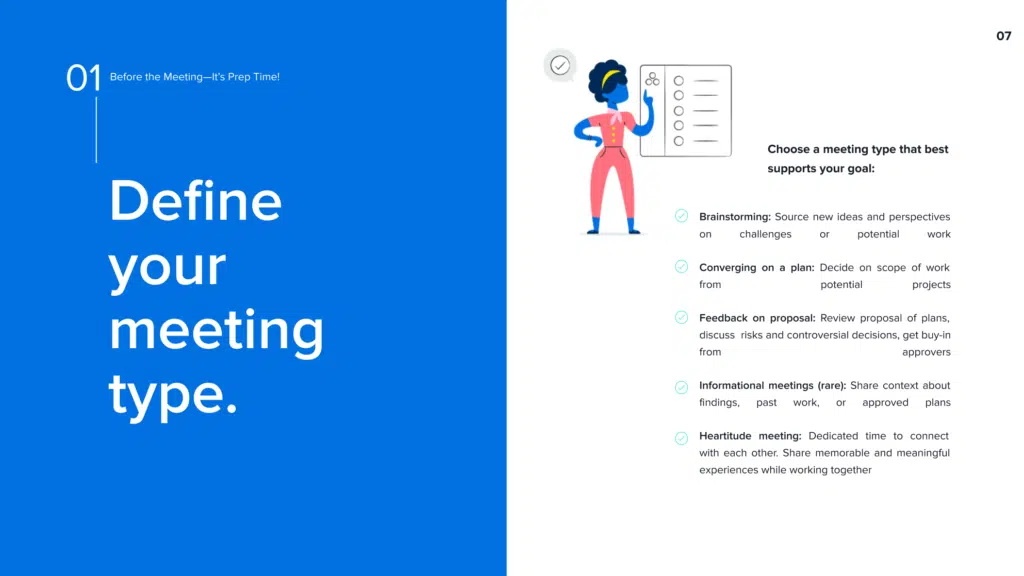 01 Before the Meeting—It's Prep Time!
Define
your
meeting
type.
07
Choose a meeting type that best
supports your goal:
Brainstorming: Source new ideas and perspectives
on challenges or potential work
Converging on a plan: Decide on scope of work
from potential projects
Feedback on proposal: Review proposal of plans,
discuss risks and controversial decisions, get buy-in
from approvers
Informational meetings (rare): Share context about
findings, past work, or approved plans
Heartitude meeting: Dedicated time to connect
with each other. Share memorable and meaningful
experiences while working together